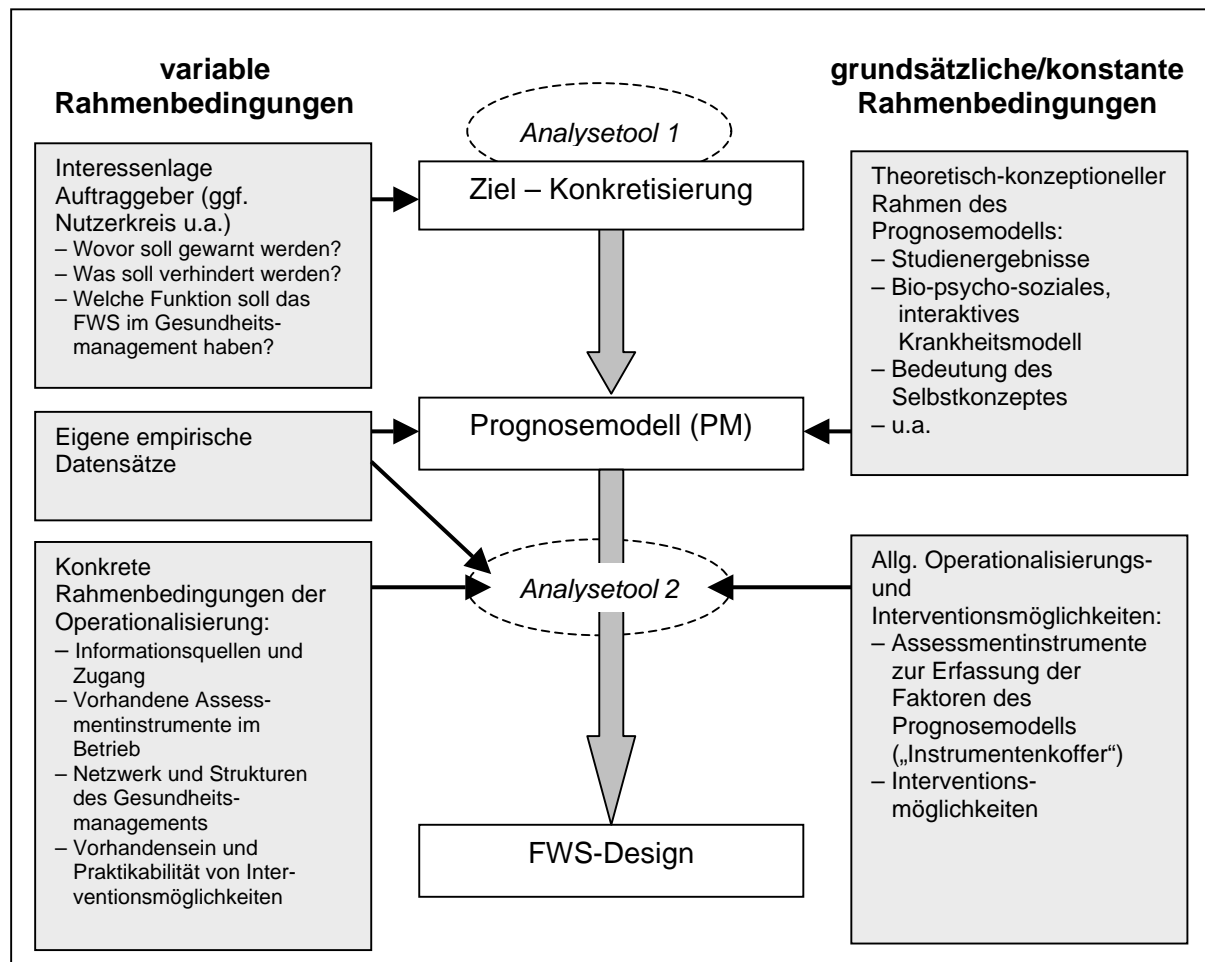 variable
Rahmenbedingungen
Interessenlage
Auftraggeber (ggf.
Nutzerkreis u.a.)
– Wovor soll gewarnt werden?
– Was soll verhindert werden?
– Welche Funktion soll das
FWS im Gesundheits-
management haben?
Eigene empirische
Datensätze
Konkrete
Rahmenbedingungen der
Operationalisierung:
– Informationsquellen und
Zugang
– Vorhandene Assess-
mentinstrumente im
Betrieb
– Netzwerk und Strukturen
des Gesundheits-
managements
– Vorhandensein und
Praktikabilität von Inter-
ventionsmöglichkeiten
Analysetool 1
Ziel – Konkretisierung
Prognosemodell (PM)
Analysetool 2
FWS-Design
grundsätzliche/konstante
Rahmenbedingungen
Theoretisch-konzeptioneller
Rahmen des
Prognosemodells:
– Studienergebnisse
– Bio-psycho-soziales,
interaktives
Krankheitsmodell
– Bedeutung des
Selbstkonzeptes
– u.a.
Allg. Operationalisierungs-
und
Interventionsmöglichkeiten:
– Assessmentinstrumente
zur Erfassung der
Faktoren des
Prognosemodells
(„Instrumentenkoffer“)
– Interventions-
möglichkeiten